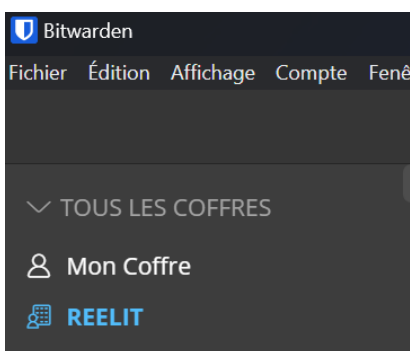 Bitwarden
Fichier Édition Affichage Compte
TOUS LES COFFRES
Mon Coffre
REELIT